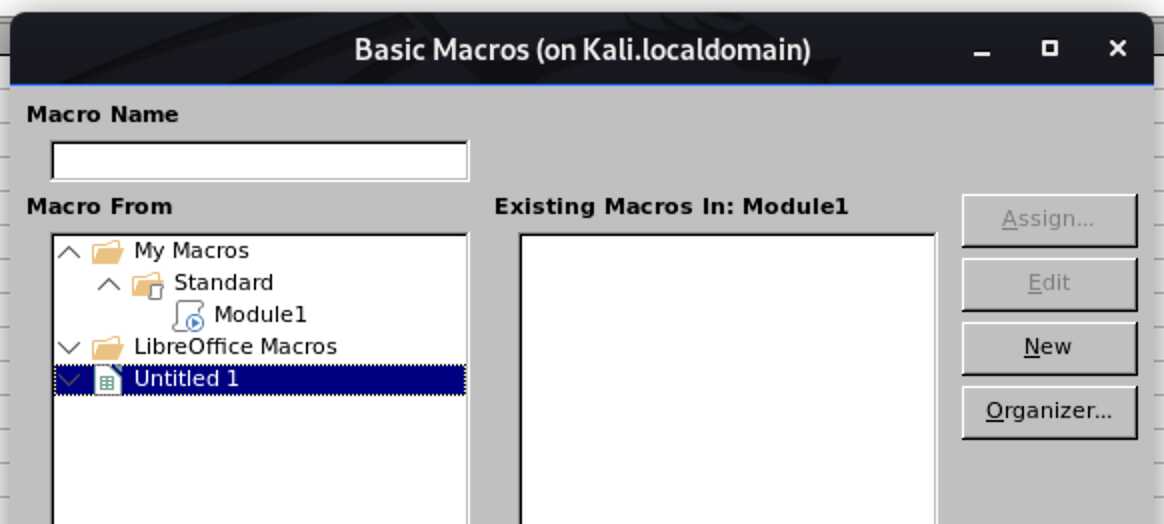 Basic Macros (on Kali.localdomain)
Macro Name
Macro From
Existing Macros In: Module1
Assign...
My Macros
Standard
Edit
Module1
LibreOffice Macros
New
Untitled 1
Organizer...